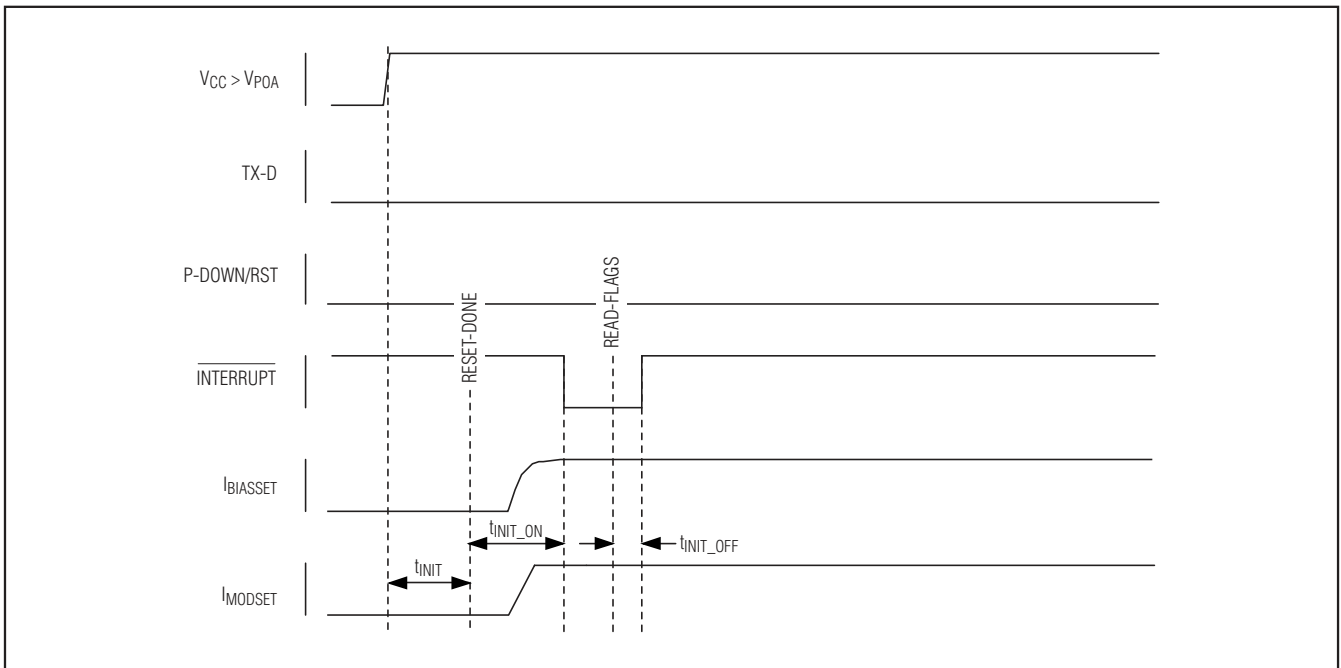 VCC > VPOA
TX-D
P-DOWN/RST
READ-FLAGS
RESET-DONE
INTERRUPT
IBIASSET
tINIT_ON
tINIT_OFF
tINIT
IMODSET